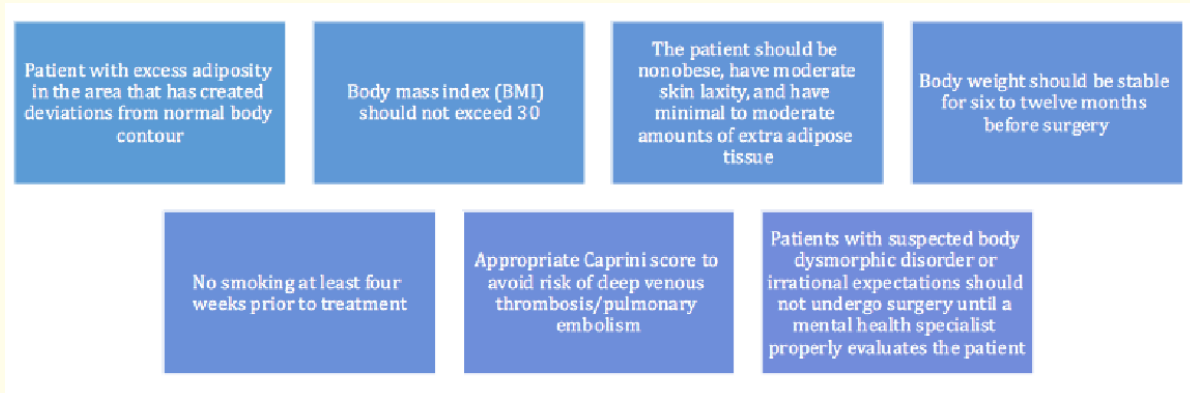 Patient with excess adiposity
in the area that has created
deviations from normal body
contour
Body mass index (BMI)
should not exceed 30
The patient should be
nonobese, have moderate
skin laxity, and have
minimal to moderate
amounts of extra adipose
tissue
Body weight should be stable
for six to twelve months
before surgery
No smoking at least four
weeks prior to treatment
Appropriate Caprini score to
avoid risk of deep venous
thrombosis/pulmonary
embolism
Patients with suspected body
dysmorphic disorder or
irrational expectations should
not undergo surgery until a
mental health specialist
properly evaluates the patient